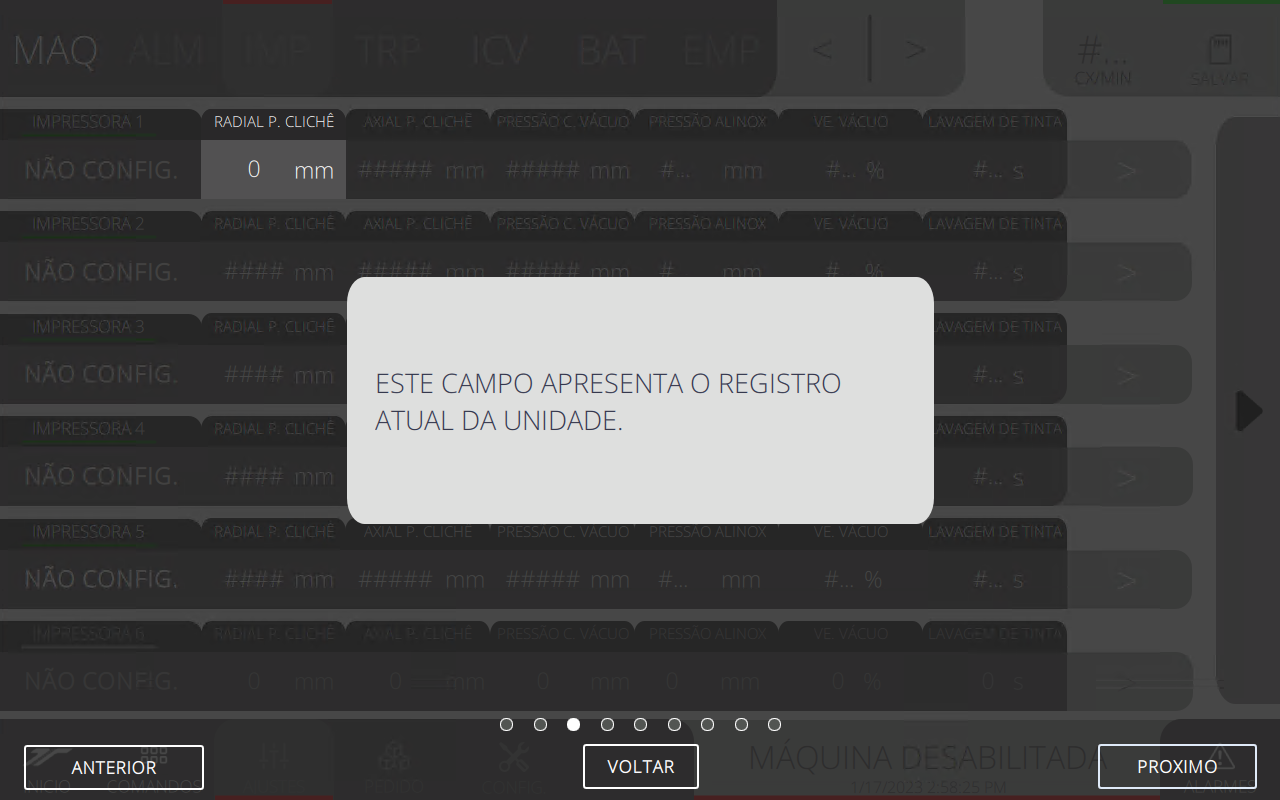 MAQ ALM IMP TRP ICV BAT EMP < > #... CX/MIN SALVAR
IMPRESSORA 1 RADIAL P. CLICHÊ AXIAL P. CLICHÊ PRESSÃO C. VÁCUO PRESSÃO ALINOX VE. VÁCUO LAVAGEM DE TINTA
NÃO CONFIG. 0 mm ##### mm ##### mm #... mm #... % #... s >
IMPRESSORA 2 RADIAL P. CLICHÊ AXIAL P. CLICHÊ PRESSÃO C. VÁCUO PRESSÃO ALINOX VE. VÁCUO LAVAGEM DE TINTA
NÃO CONFIG. #### mm ##### mm ##### mm #... mm #... % #... s >
IMPRESSORA 3 RADIAL P. CLICHÊ LAVAGEM DE TINTA
NÃO CONFIG. #### mm #... s >
ESTE CAMPO APRESENTA O REGISTRO
ATUAL DA UNIDADE.
IMPRESSORA 4 RADIAL P. CLICHÊ LAVAGEM DE TINTA
NÃO CONFIG. #### mm #... s >
IMPRESSORA 5 RADIAL P. CLICHÊ AXIAL P. CLICHÊ PRESSÃO C. VÁCUO PRESSÃO ALINOX VE. VÁCUO LAVAGEM DE TINTA
NÃO CONFIG. #### mm ##### mm ##### mm #... mm #... % #... s >
IMPRESSORA 6 RADIAL P. CLICHÊ AXIAL P. CLICHÊ PRESSÃO C. VÁCUO PRESSÃO ALINOX VE. VÁCUO LAVAGEM DE TINTA
NÃO CONFIG. 0 mm 0 mm 0 mm 0 mm 0 % 0 s >
ANTERIOR VOLTAR MÁQUINA DESABILITADA PROXIMO
INICIO COMANDOS PEDIDO CONFIG 1/17/2023 2:58:25 PM ALARMES